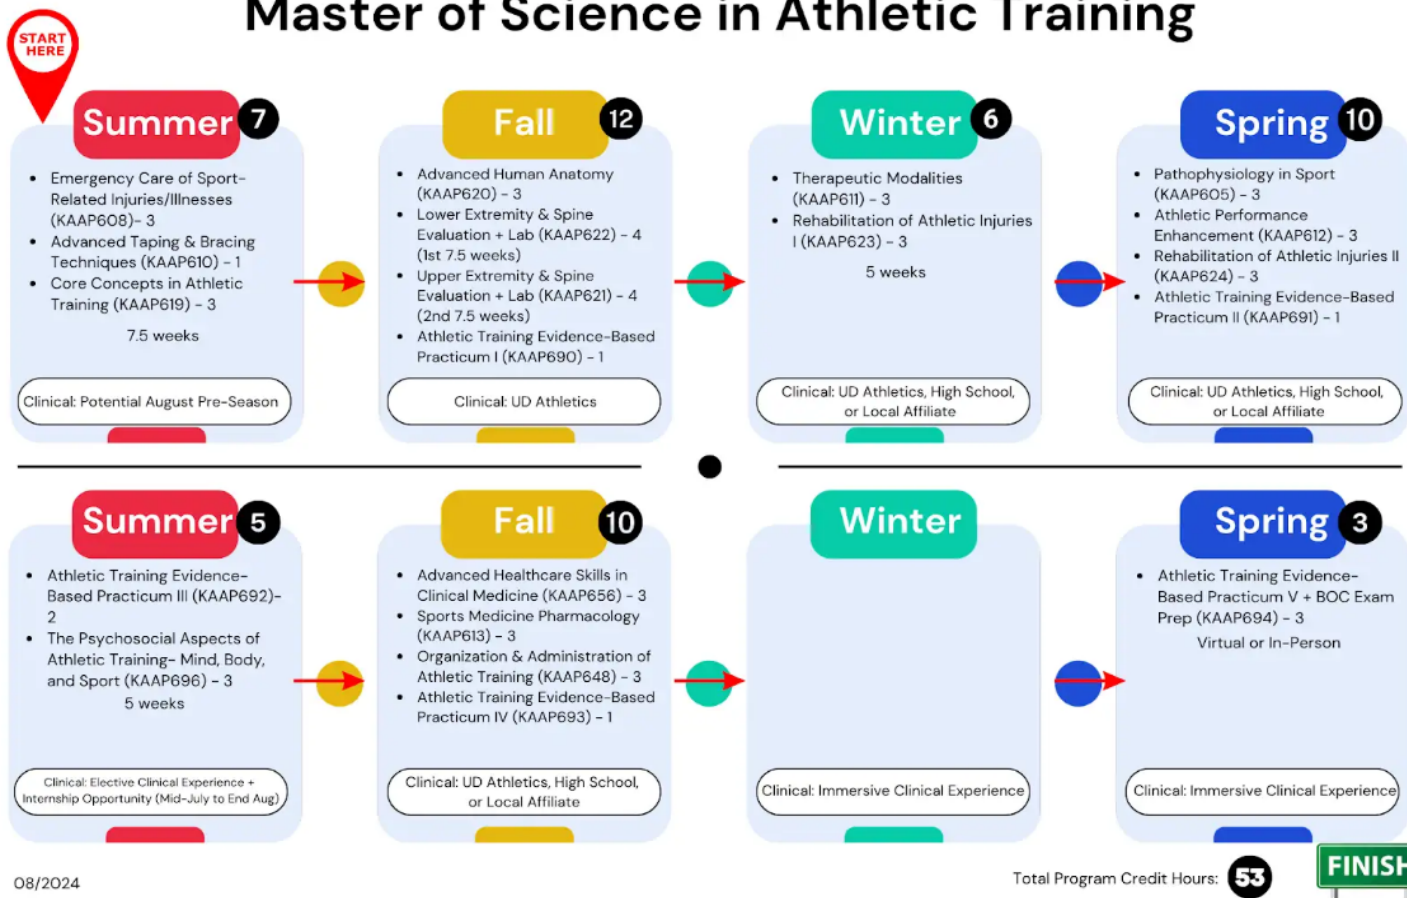 Master of Science in Athletic Training
START
HERE
Summer 7
Emergency Care of Sport-
Related Injuries/Illnesses
(KAAP608)- 3
Advanced Taping & Bracing
Techniques (KAAP610) - 1
Core Concepts in Athletic
Training (KAAP619) - 3
7.5 weeks
Clinical: Potential August Pre-Season
Fall 12
Advanced Human Anatomy
(KAAP620) - 3
Lower Extremity & Spine
Evaluation + Lab (KAAP622) - 4
(1st 7.5 weeks)
Upper Extremity & Spine
Evaluation + Lab (KAAP621) - 4
(2nd 7.5 weeks)
Athletic Training Evidence-Based
Practicum I (KAAP690) - 1
Clinical: UD Athletics
Winter 6
Therapeutic Modalities
(KAAP611) - 3
Rehabilitation of Athletic Injuries
I (KAAP623) - 3
5 weeks
Clinical: UD Athletics, High School,
or Local Affiliate
Spring 10
Pathophysiology in Sport
(KAAP605) - 3
Athletic Performance
Enhancement (KAAP612) - 3
Rehabilitation of Athletic Injuries II
(KAAP624) - 3
Athletic Training Evidence-Based
Practicum II (KAAP691) - 1
Clinical: UD Athletics, High School,
or Local Affiliate
Summer 5
Athletic Training Evidence-
Based Practicum III (KAAP692)-
2
The Psychosocial Aspects of
Athletic Training- Mind, Body,
and Sport (KAAP696) - 3
5 weeks
Clinical: Elective Clinical Experience +
Internship Opportunity (Mid-July to End Aug)
Fall 10
Advanced Healthcare Skills in
Clinical Medicine (KAAP656) - 3
Sports Medicine Pharmacology
(KAAP613) - 3
Organization & Administration of
Athletic Training (KAAP648) - 3
Athletic Training Evidence-Based
Practicum IV (KAAP693) - 1
Clinical: UD Athletics, High School,
or Local Affiliate
Winter
Clinical: Immersive Clinical Experience
Spring 3
Athletic Training Evidence-
Based Practicum V + BOC Exam
Prep (KAAP694) - 3
Virtual or In-Person
Clinical: Immersive Clinical Experience
08/2024
Total Program Credit Hours: 53
FINISH